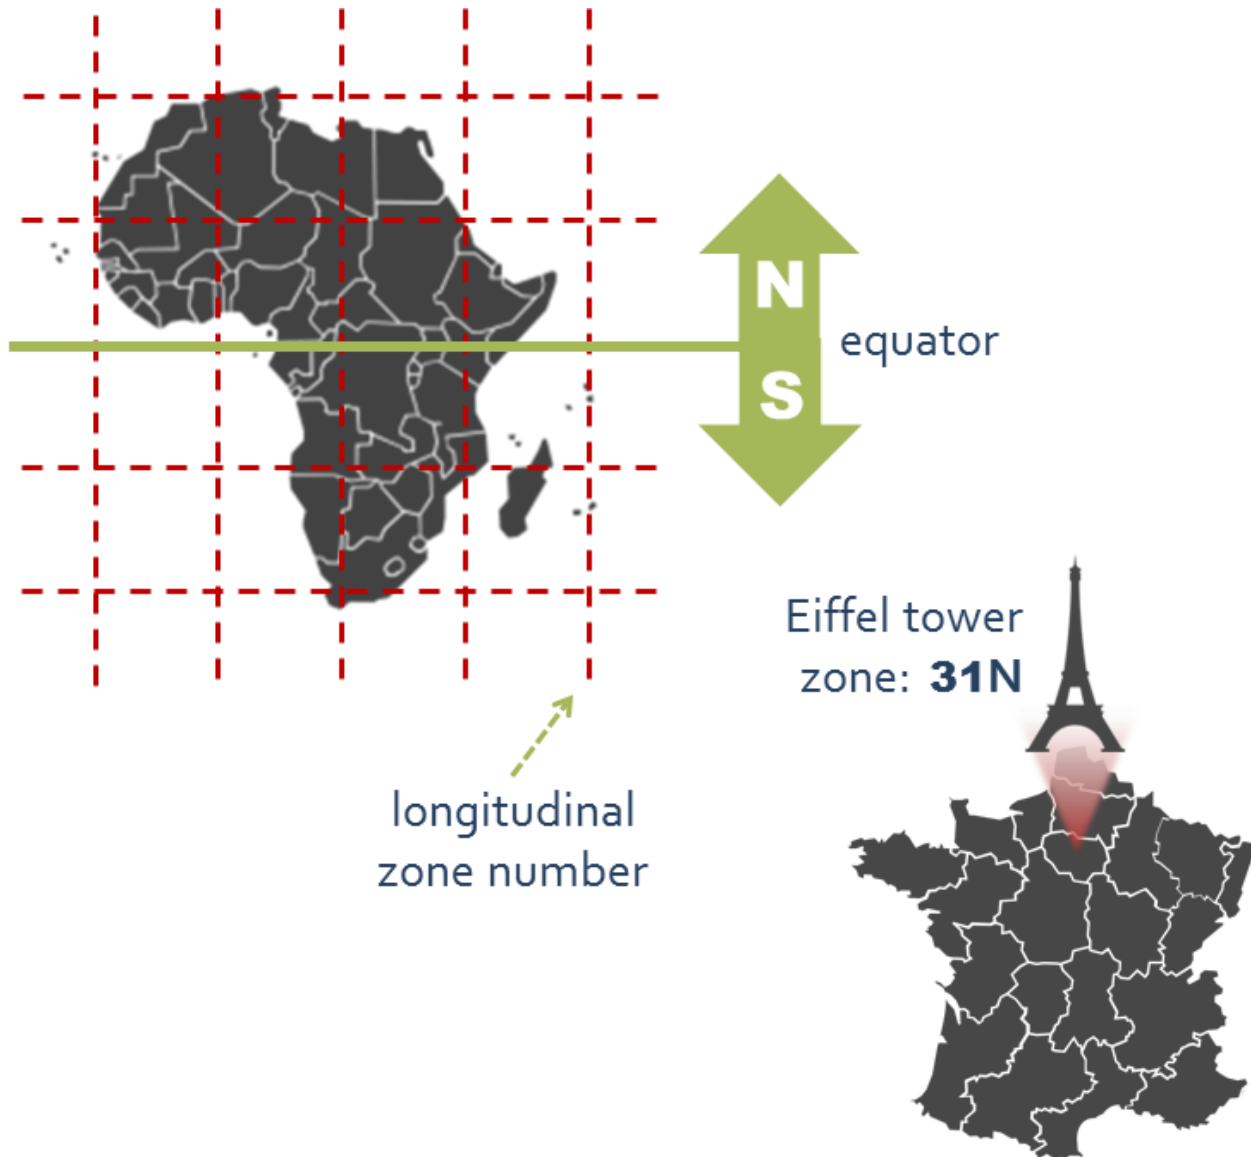 N
equator
S
Eiffel tower
zone: 31N
longitudinal
zone number